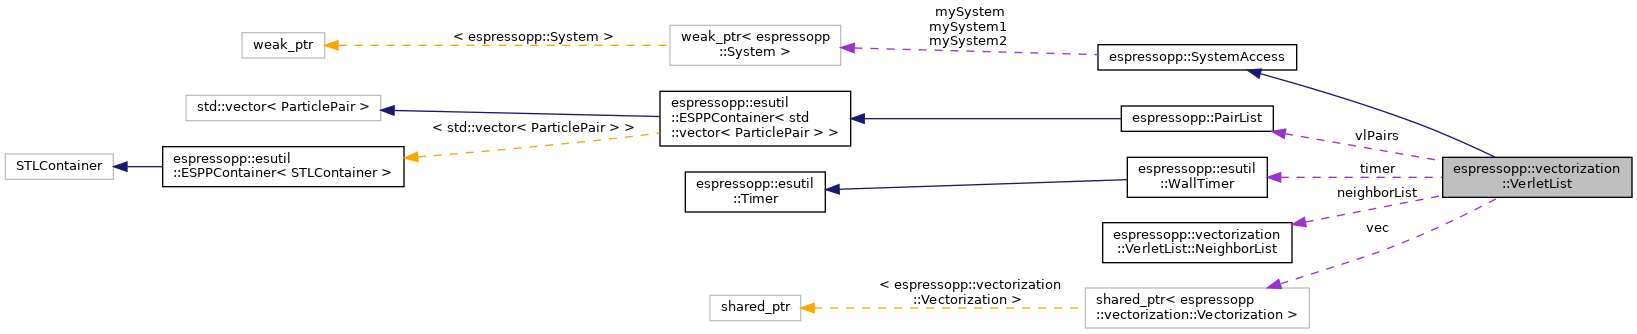 mySystem
mySystem1
mySystem2
< espressopp::System >
weak_ptr
weak_ptr< espressopp
::System >
espressopp::SystemAccess
std::vector< ParticlePair >
espressopp::esutil
::ESPPContainer< std
::vector< ParticlePair > >
espressopp::PairList
< std::vector< ParticlePair > >
vlPairs
STLContainer
espressopp::esutil
::ESPPContainer< STLContainer >
espressopp::esutil
::Timer
espressopp::esutil
::WallTimer
timer
espressopp::vectorization
::VerletList
neighborList
espressopp::vectorization
::VerletList::NeighborList
vec
< espressopp::vectorization
::Vectorization >
shared_ptr
shared_ptr< espressopp
::vectorization::Vectorization >